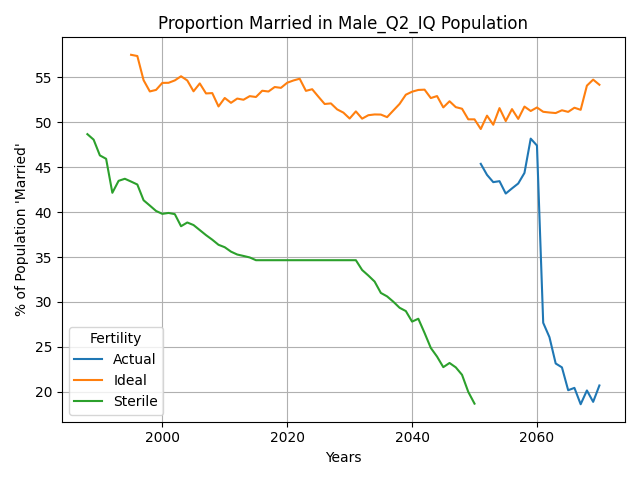 Proportion Married in Male_Q2_IQ Population
% of Population 'Married'
55
50
45
40
35
30
25
20
Fertility
Actual
Ideal
Sterile
2000 2020 2040 2060
Years